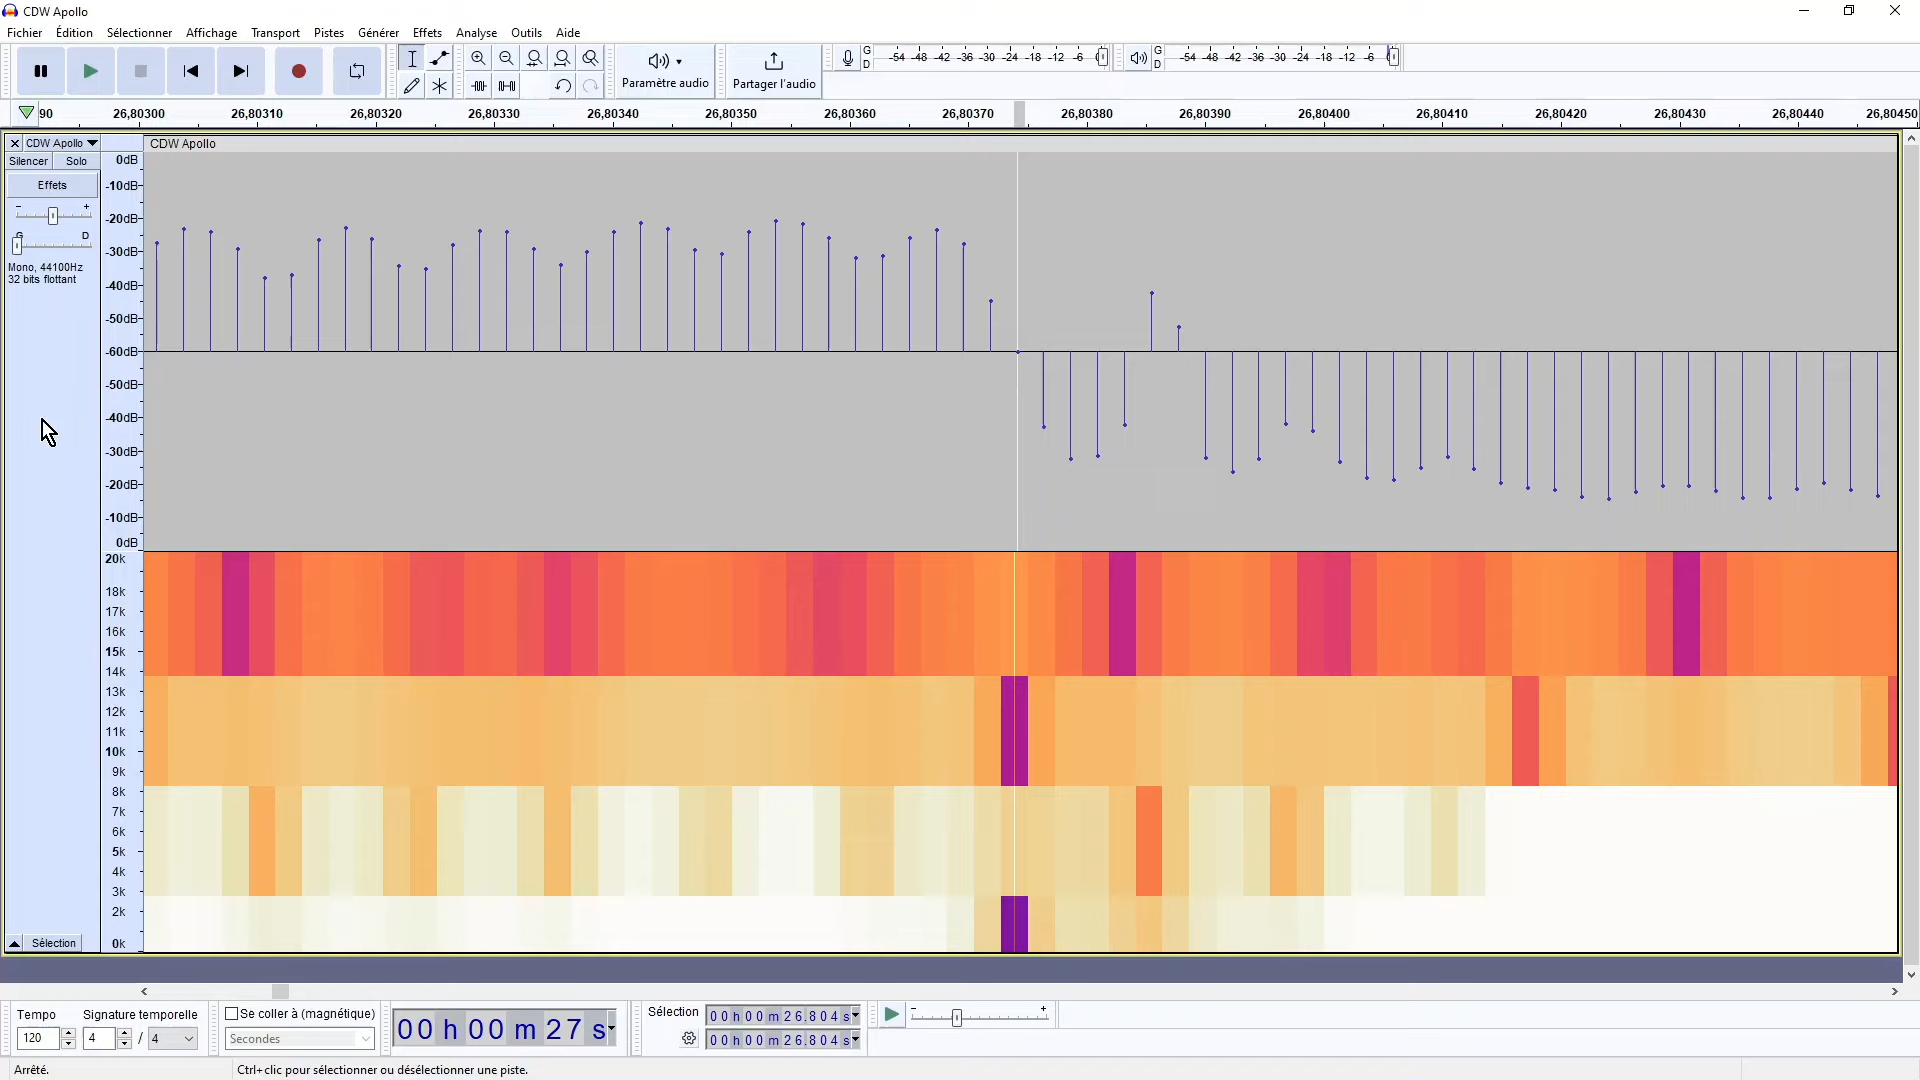 CDW Apollo
Fichier Édition Sélectionner Affichage Transport Pistes Générer Effets Analyse Outils Aide
Paramètre audio
Partager l'audio
G D -54 -48 -42 -36 -30 -24 -18 -12 -6
G D -54 -48 -42 -36 -30 -24 -18 -12 -6
90 26,80300 26,80310 26,80320 26,80330 26,80340 26,80350 26,80360 26,80370 26,80380 26,80390 26,80400 26,80410 26,80420 26,80430 26,80440 26,80450
CDW Apollo
CDW Apollo
Silencer Solo
Effets
- +
G D
Mono, 44100Hz
32 bits flottant
0dB
-10dB
-20dB
-30dB
-40dB
-50dB
-60dB
-50dB
-40dB
-30dB
-20dB
-10dB
0dB
20k
18k
17k
16k
15k
14k
13k
12k
11k
10k
9k
8k
7k
6k
5k
4k
3k
2k
0k
Sélection
Tempo
120
Signature temporelle
4 / 4
Se coller à (magnétique)
Secondes
00 h 00 m 27 s
Sélection
00 h 00 m 26.804 s
00 h 00 m 26.804 s
- +
Arrêté.
Ctrl+clic pour sélectionner ou désélectionner une piste.